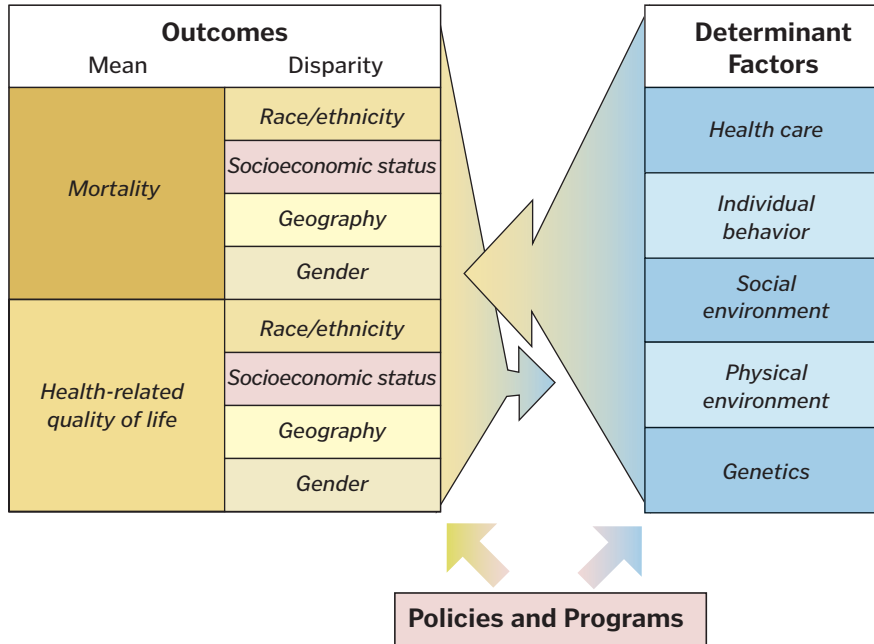 Outcomes
Mean
Disparity
Mortality
Race/ethnicity
Socioeconomic status
Geography
Gender
Health-related
quality of life
Race/ethnicity
Socioeconomic status
Geography
Gender
Determinant
Factors
Health care
Individual
behavior
Social
environment
Physical
environment
Genetics
Policies and Programs